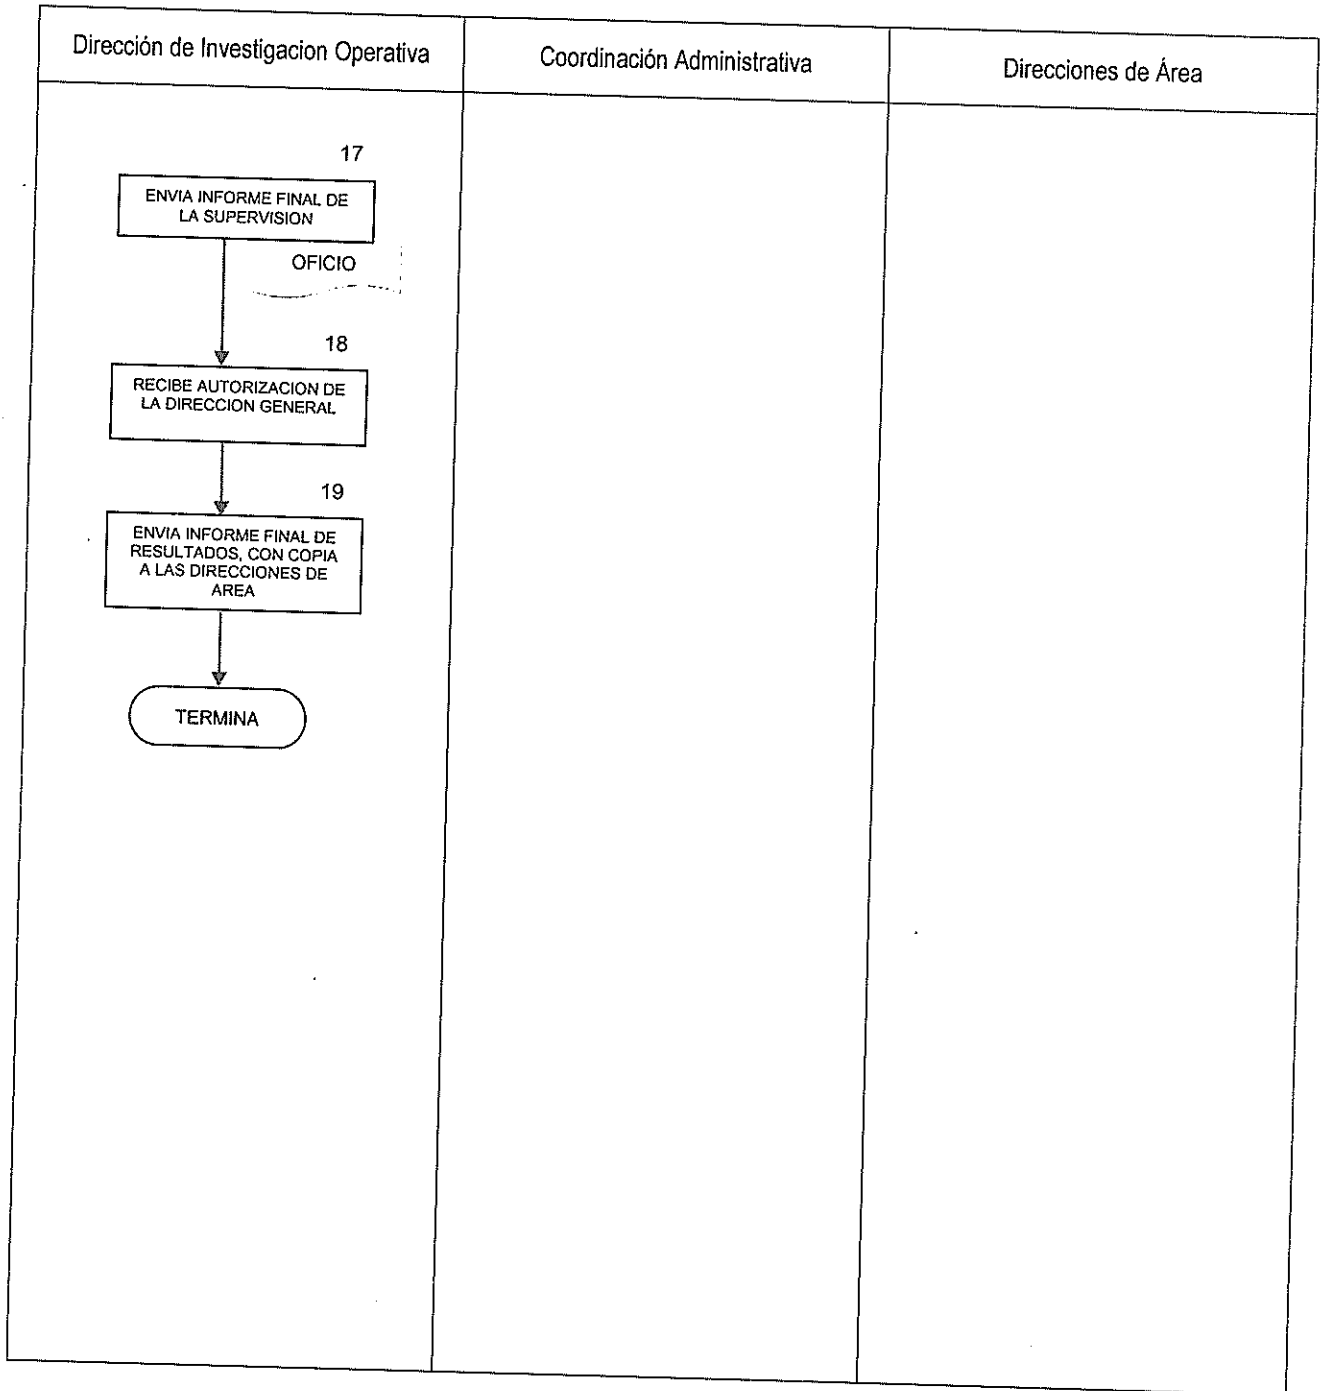 Dirección de Investigacion Operativa
Coordinación Administrativa
Direcciones de Área
17
ENVIA INFORME FINAL DE
LA SUPERVISION
OFICIO
18
RECIBE AUTORIZACION DE
LA DIRECCION GENERAL
19
ENVIA INFORME FINAL DE
RESULTADOS, CON COPIA
A LAS DIRECCIONES DE
AREA
TERMINA